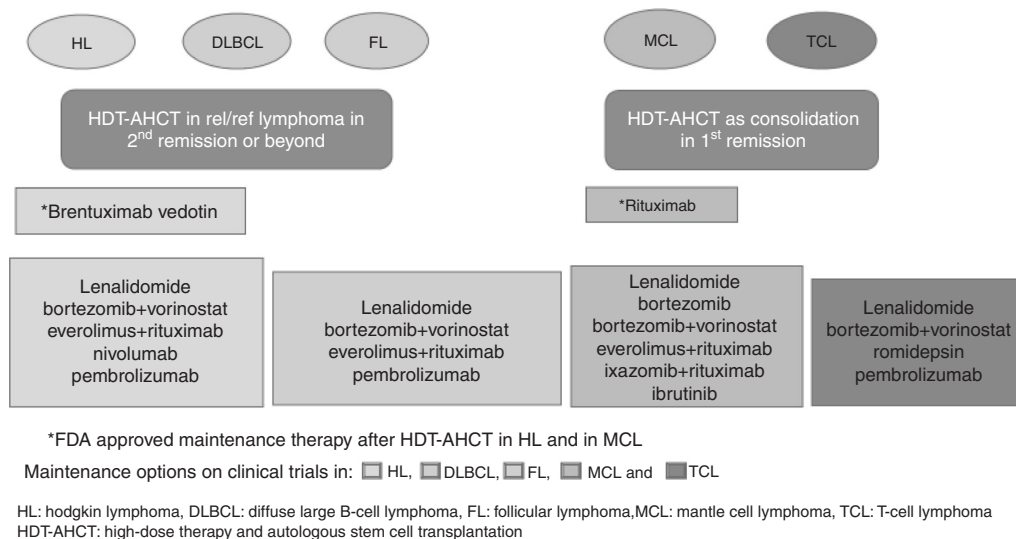 HL
DLBCL
FL
MCL
TCL
HDT-AHCT in rel/ref lymphoma in
2nd remission or beyond
HDT-AHCT as consolidation
in 1st remission
*Brentuximab vedotin
*Rituximab
Lenalidomide
bortezomib+vorinostat
everolimus+rituximab
nivolumab
pembrolizumab
Lenalidomide
bortezomib+vorinostat
everolimus+rituximab
pembrolizumab
Lenalidomide
bortezomib
bortezomib+vorinostat
everolimus+rituximab
ixazomib+rituximab
ibrutinib
Lenalidomide
bortezomib+vorinostat
romidepsin
pembrolizumab
*FDA approved maintenance therapy after HDT-AHCT in HL and in MCL
Maintenance options on clinical trials in: HL, DLBCL, FL, MCL and TCL
HL: hodgkin lymphoma, DLBCL: diffuse large B-cell lymphoma, FL: follicular lymphoma,MCL: mantle cell lymphoma, TCL: T-cell lymphoma
HDT-AHCT: high-dose therapy and autologous stem cell transplantation